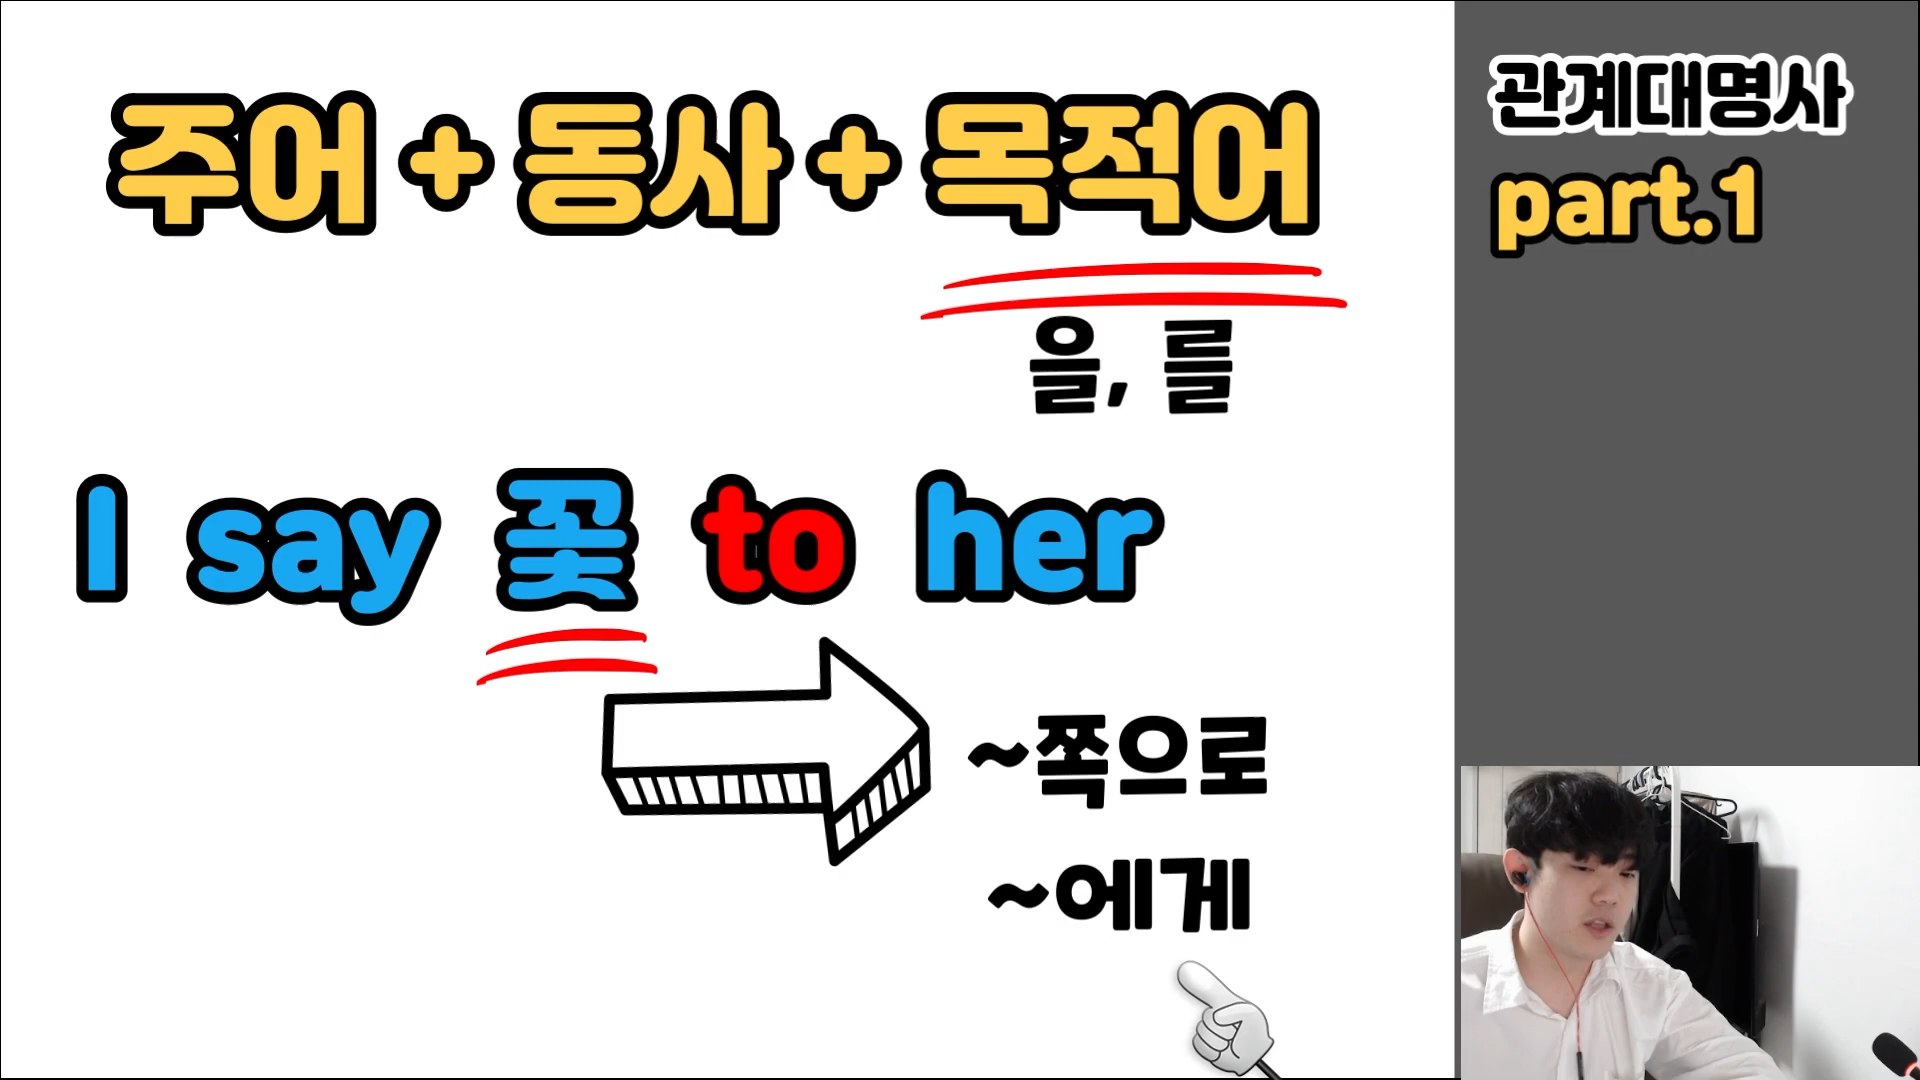 주어 + 동사 + 목적어
을, 를
I say 꽃 to her
~쪽으로
~에게
관계대명사
part.1